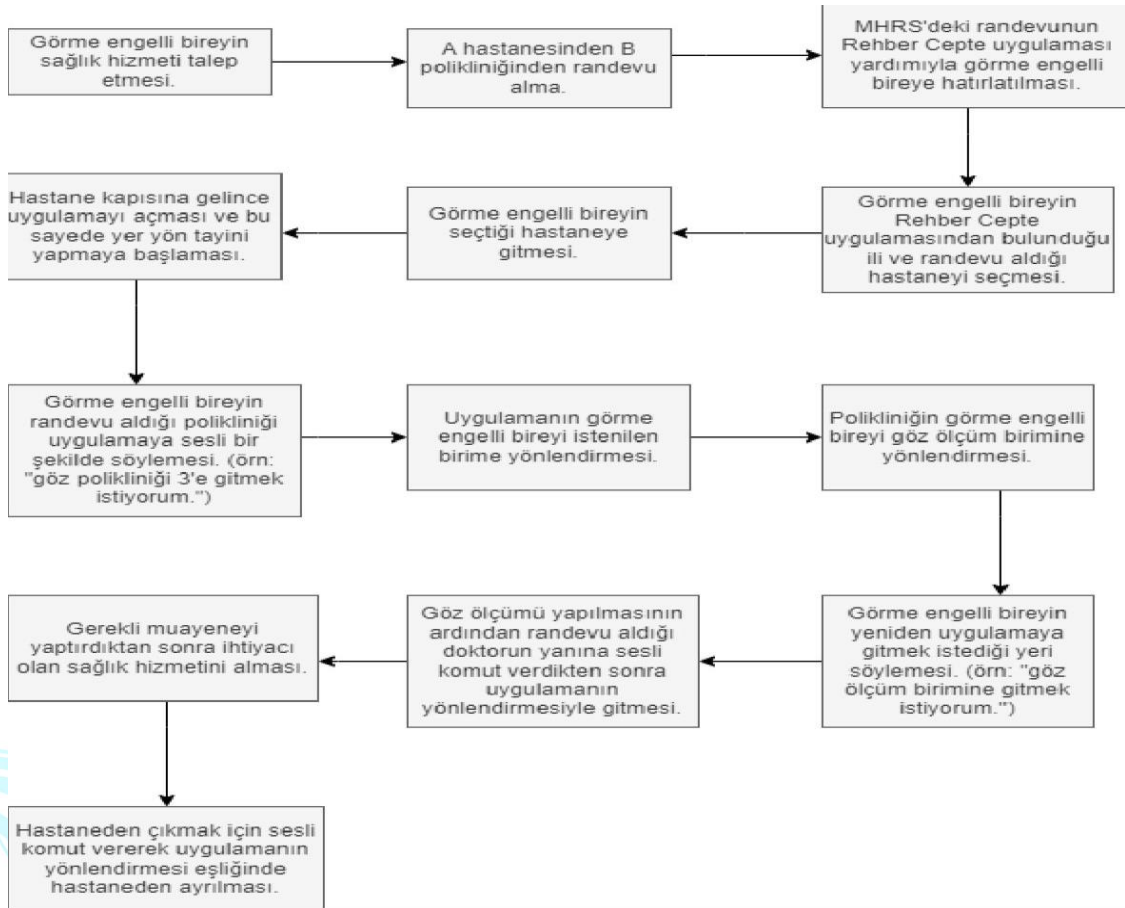 Görme engelli bireyin
sağlık hizmeti talep
etmesi.
A hastanesinden B
polikliniğinden randevu
alma.
MHRS'deki randevunun
Rehber Cepte uygulaması
yardımıyla görme engelli
bireye hatırlatılması.
Görme engelli bireyin
Rehber Cepte
uygulamasından bulunduğu
ili ve randevu aldığı
hastaneyi seçmesi.
Görme engelli bireyin
seçtiği hastaneye
gitmesi.
Hastane kapısına gelince
uygulamayı açması ve bu
sayede yer yön tayini
yapmaya başlaması.
Görme engelli bireyin
randevu aldığı polikliniği
uygulamaya sesli bir
şekilde söylemesi. (örn:
"göz polikliniği 3'e gitmek
istiyorum.")
Uygulamanın görme
engelli bireyi istenilen
birime yönlendirmesi.
Polikliniğin görme engelli
bireyi göz ölçüm birimine
yönlendirmesi.
Görme engelli bireyin
yeniden uygulamaya
gitmek istediği yeri
söylemesi. (örn: "göz
ölçüm birimine gitmek
istiyorum.")
Göz ölçümü yapılmasının
ardından randevu aldığı
doktorun yanına sesli
komut verdikten sonra
uygulamanın
yönlendirmesiyle gitmesi.
Gerekli muayeneyi
yaptırdıktan sonra ihtiyacı
olan sağlık hizmetini alması.
Hastaneden çıkmak için sesli
komut vererek uygulamanın
yönlendirmesi eşliğinde
hastaneden ayrılması.